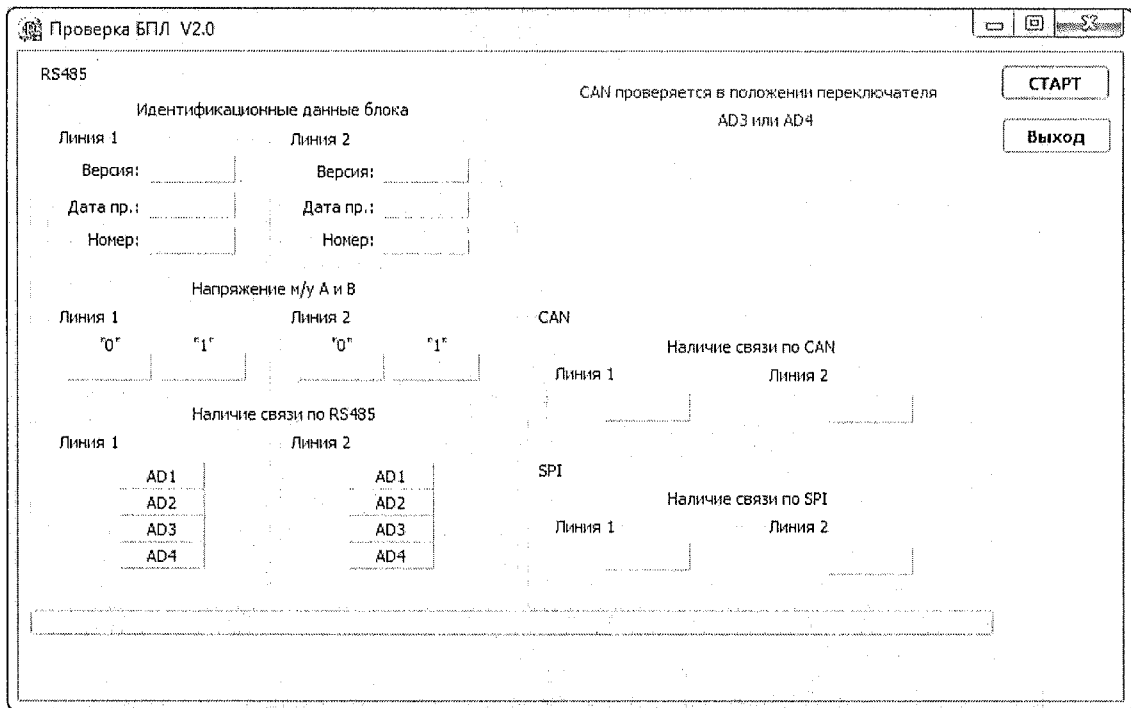 Проверка БПЛ V2.0
RS485
Идентификационные данные блока
Линия 1 Линия 2
Версия: Версия:
Дата пр.: Дата пр.:
Номер: Номер:
Напряжение м/у А и В
Линия 1 Линия 2
"0" "1" "0" "1"
Наличие связи по RS485
Линия 1 Линия 2
AD1 AD1
AD2 AD2
AD3 AD3
AD4 AD4
CAN проверяется в положении переключателя
AD3 или AD4
CAN
Наличие связи по CAN
Линия 1 Линия 2
SPI
Наличие связи по SPI
Линия 1 Линия 2
СТАРТ
Выход